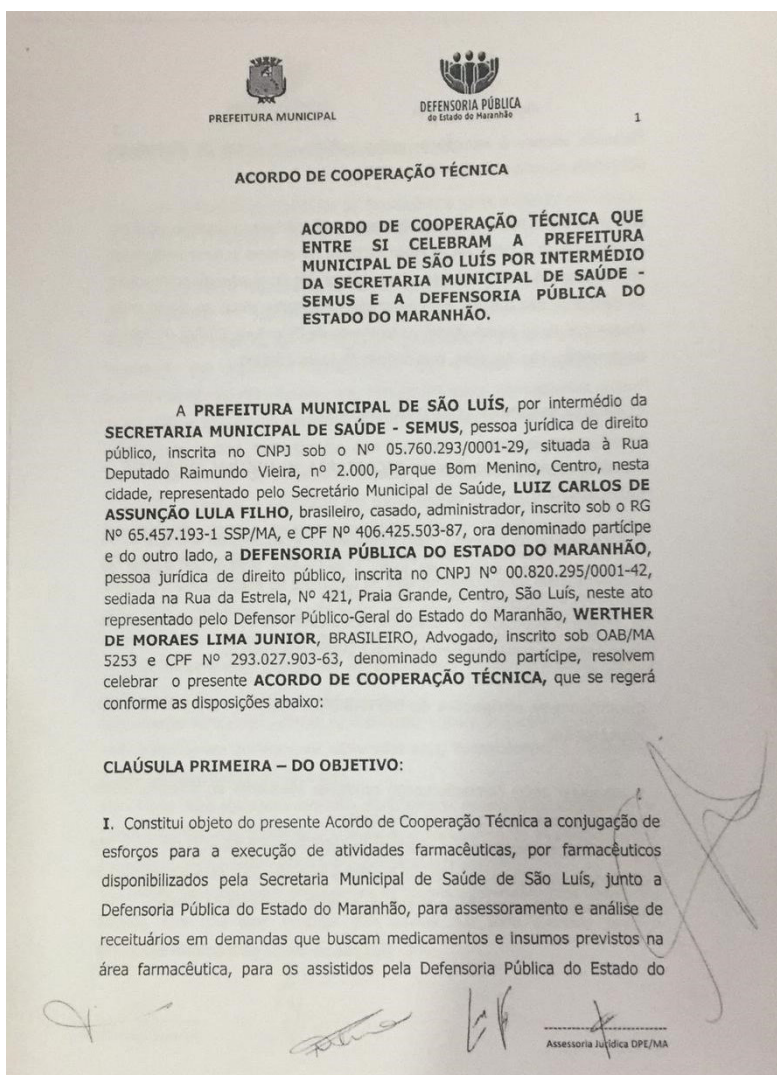 PREFEITURA MUNICIPAL
DEFENSORIA PÚBLICA
do Estado do Maranhão
1
ACORDO DE COOPERAÇÃO TÉCNICA
ACORDO DE COOPERAÇÃO TÉCNICA QUE
ENTRE SI CELEBRAM A PREFEITURA
MUNICIPAL DE SÃO LUÍS POR INTERMÉDIO
DA SECRETARIA MUNICIPAL DE SAÚDE -
SEMUS E A DEFENSORIA PÚBLICA DO
ESTADO DO MARANHÃO.
A PREFEITURA MUNICIPAL DE SÃO LUÍS, por intermédio da
SECRETARIA MUNICIPAL DE SAÚDE - SEMUS, pessoa jurídica de direito
público, inscrita no CNPJ sob o Nº 05.760.293/0001-29, situada à Rua
Deputado Raimundo Vieira, nº 2.000, Parque Bom Menino, Centro, nesta
cidade, representado pelo Secretário Municipal de Saúde, LUIZ CARLOS DE
ASSUNÇÃO LULA FILHO, brasileiro, casado, administrador, inscrito sob o RG
Nº 65.457.193-1 SSP/MA, e CPF Nº 406.425.503-87, ora denominado partícipe
e do outro lado, a DEFENSORIA PÚBLICA DO ESTADO DO MARANHÃO,
pessoa jurídica de direito público, inscrita no CNPJ Nº 00.820.295/0001-42,
sediada na Rua da Estrela, Nº 421, Praia Grande, Centro, São Luís, neste ato
representado pelo Defensor Público-Geral do Estado do Maranhão, WERTHER
DE MORAES LIMA JUNIOR, BRASILEIRO, Advogado, inscrito sob OAB/MA
5253 e CPF Nº 293.027.903-63, denominado segundo partícipe, resolvem
celebrar o presente ACORDO DE COOPERAÇÃO TÉCNICA, que se regerá
conforme as disposições abaixo:
CLAÚSULA PRIMEIRA – DO OBJETIVO:
I. Constitui objeto do presente Acordo de Cooperação Técnica a conjugação de
esforços para a execução de atividades farmacêuticas, por farmacêuticos
disponibilizados pela Secretaria Municipal de Saúde de São Luís, junto a
Defensoria Pública do Estado do Maranhão, para assessoramento e análise de
receituários em demandas que buscam medicamentos e insumos previstos na
área farmacêutica, para os assistidos pela Defensoria Pública do Estado do
Assessoria Jurídica DPE/MA